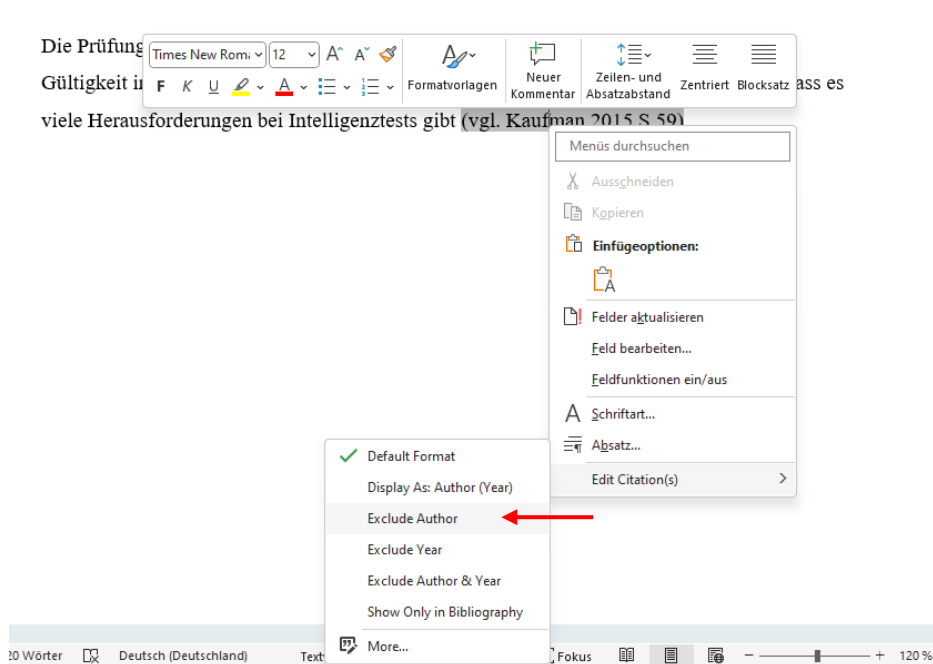 Die Prüfung
Times New Rom: 12 A^ A˅
F K U A
Formatvorlagen
Neuer
Kommentar
Zeilen- und
Absatzabstand
Zentriert Blocksatz
Gültigkeit in ass es
viele Herausforderungen bei Intelligenztests gibt (vgl. Kaufman 2015 S 59)
Menüs durchsuchen
Ausschneiden
Kopieren
Einfügeoptionen:
A
Felder aktualisieren
Feld bearbeiten...
Feldfunktionen ein/aus
A Schriftart...
Absatz...
Edit Citation(s) >
Default Format
Display As: Author (Year)
Exclude Author
Exclude Year
Exclude Author & Year
Show Only in Bibliography
More...
20 Wörter Deutsch (Deutschland) Text Fokus - + 120 %